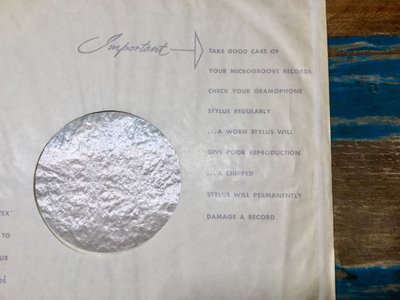 Important
TAKE GOOD CARE OF
YOUR MICROGROOVE RECORDS
CHECK YOUR GRAMOPHONE
STYLUS REGULARLY
...A WORN STYLUS WILL
GIVE POOR REPRODUCTION
...A CHIPPED
STYLUS WILL PERMANENTLY
DAMAGE A RECORD
TO